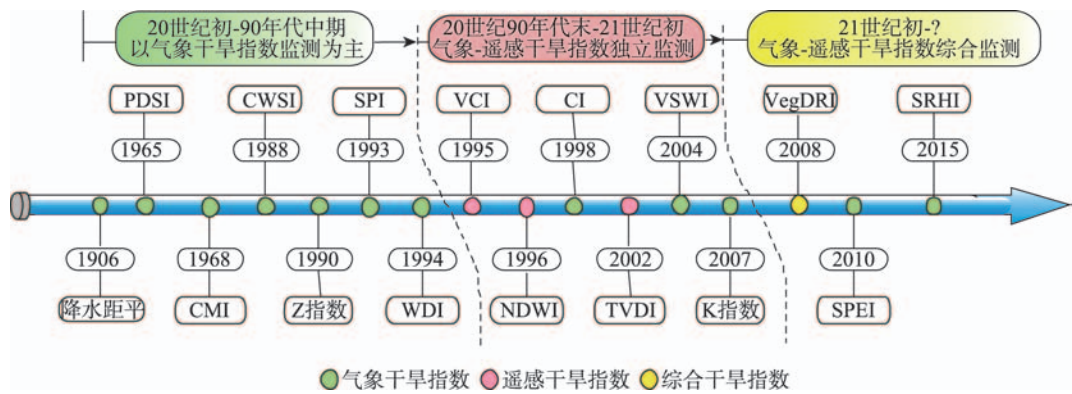 20世纪初-90年代中期
以气象干旱指数监测为主
20世纪90年代末-21世纪初
气象-遥感干旱指数独立监测
21世纪初-?
气象-遥感干旱指数综合监测
PDSI
CWSI
SPI
VCI
CI
VSWI
VegDRI
SRHI
1965
1988
1993
1995
1998
2004
2008
2015
1906
1968
1990
1994
1996
2002
2007
2010
降水距平
CMI
Z指数
WDI
NDWI
TVDI
K指数
SPEI
气象干旱指数
遥感干旱指数
综合干旱指数